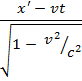 x′ − vt
√1 − v²/c²